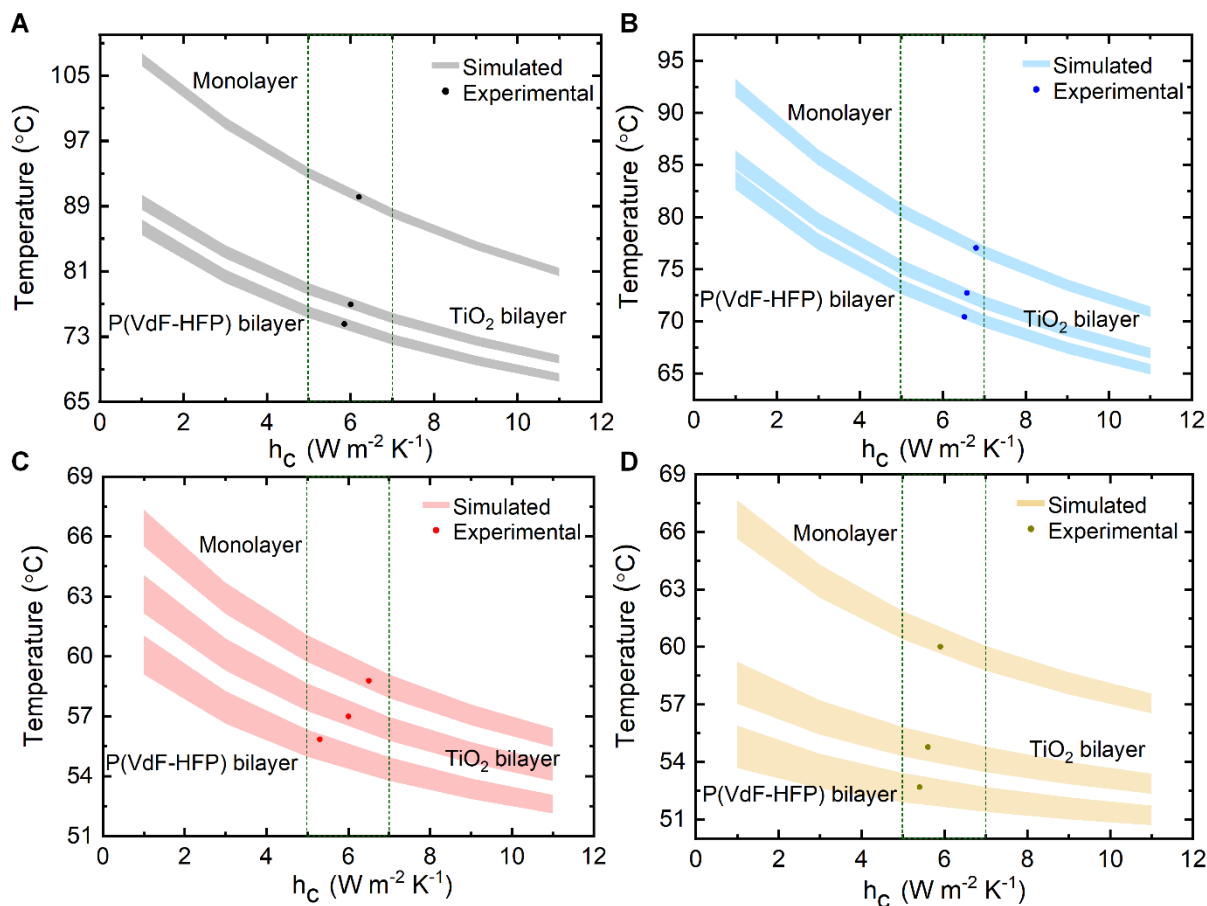 A
Temperature (°C)
105
97
89
81
73
65
Monolayer
Simulated
Experimental
P(VdF-HFP) bilayer
TiO₂ bilayer
0 2 4 6 8 10 12
h_C (W m⁻² K⁻¹)
B
Temperature (°C)
95
90
85
80
75
70
65
Monolayer
Simulated
Experimental
P(VdF-HFP) bilayer
TiO₂ bilayer
0 2 4 6 8 10 12
h_C (W m⁻² K⁻¹)
C
Temperature (°C)
69
66
63
60
57
54
51
Monolayer
Simulated
Experimental
P(VdF-HFP) bilayer
TiO₂ bilayer
0 2 4 6 8 10 12
h_C (W m⁻² K⁻¹)
D
Temperature (°C)
69
66
63
60
57
54
51
Monolayer
Simulated
Experimental
P(VdF-HFP) bilayer
TiO₂ bilayer
0 2 4 6 8 10 12
h_C (W m⁻² K⁻¹)